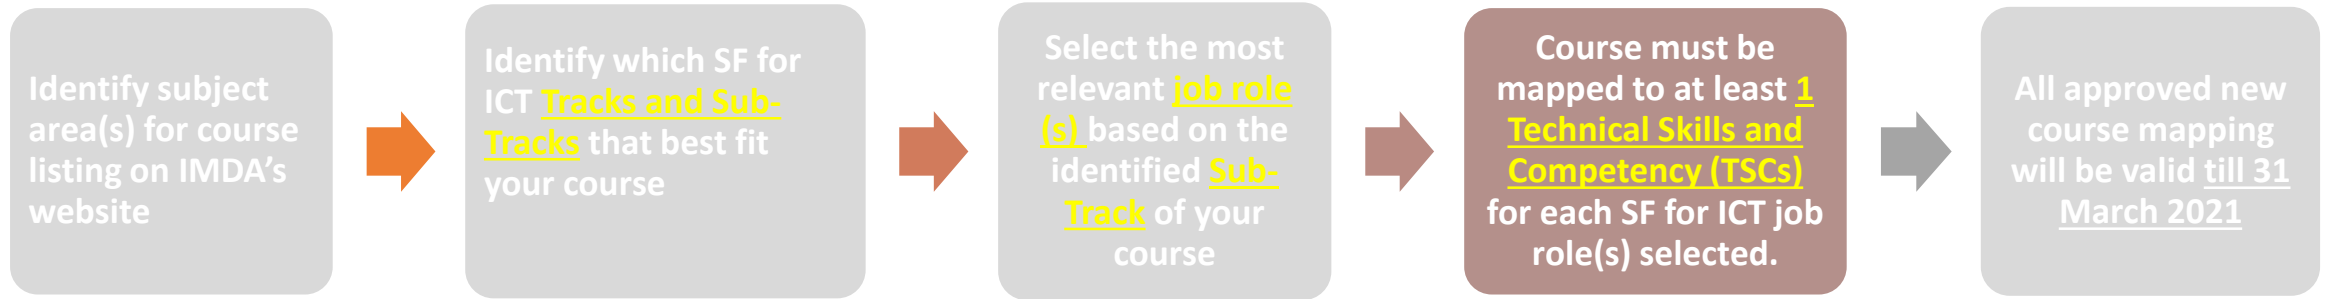 Identify subject
area(s) for course
listing on IMDA's
website
Identify which SF for
ICT Tracks and Sub-
Tracks that best fit
your course
Select the most
relevant job role
(s) based on the
identified Sub-
Track of your
course
Course must be
mapped to at least 1
Technical Skills and
Competency (TSCs)
for each SF for ICT job
role(s) selected.
All approved new
course mapping
will be valid till 31
March 2021